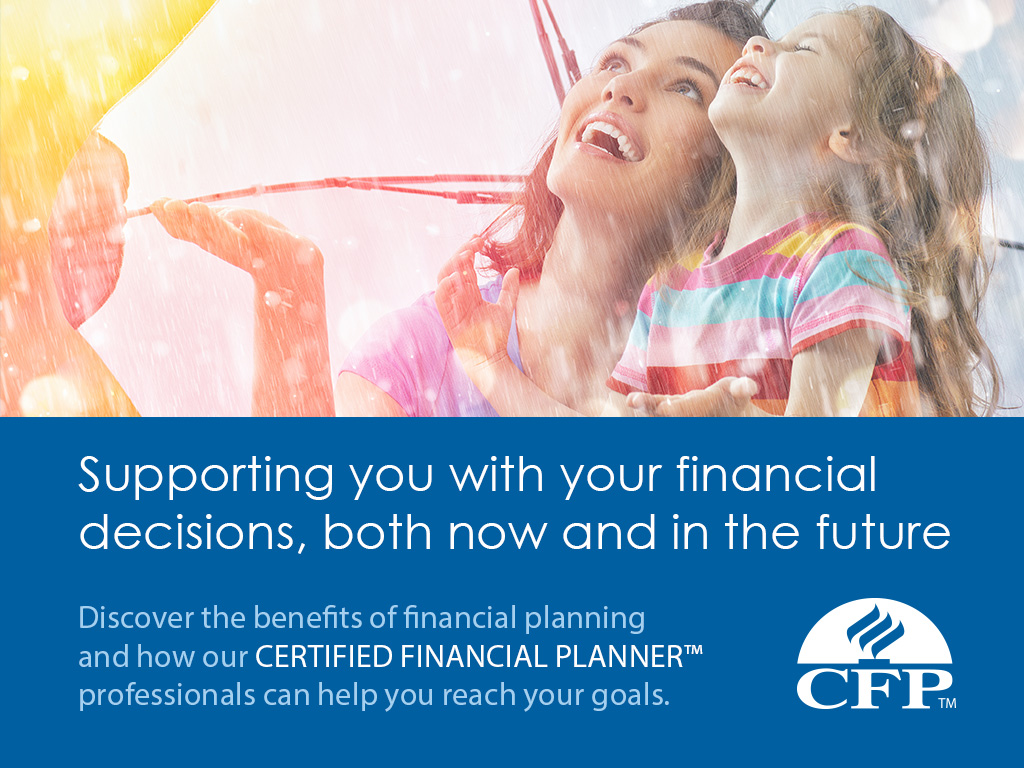 Supporting you with your financial
decisions, both now and in the future
Discover the benefits of financial planning
and how our CERTIFIED FINANCIAL PLANNER™
professionals can help you reach your goals.
CFP™